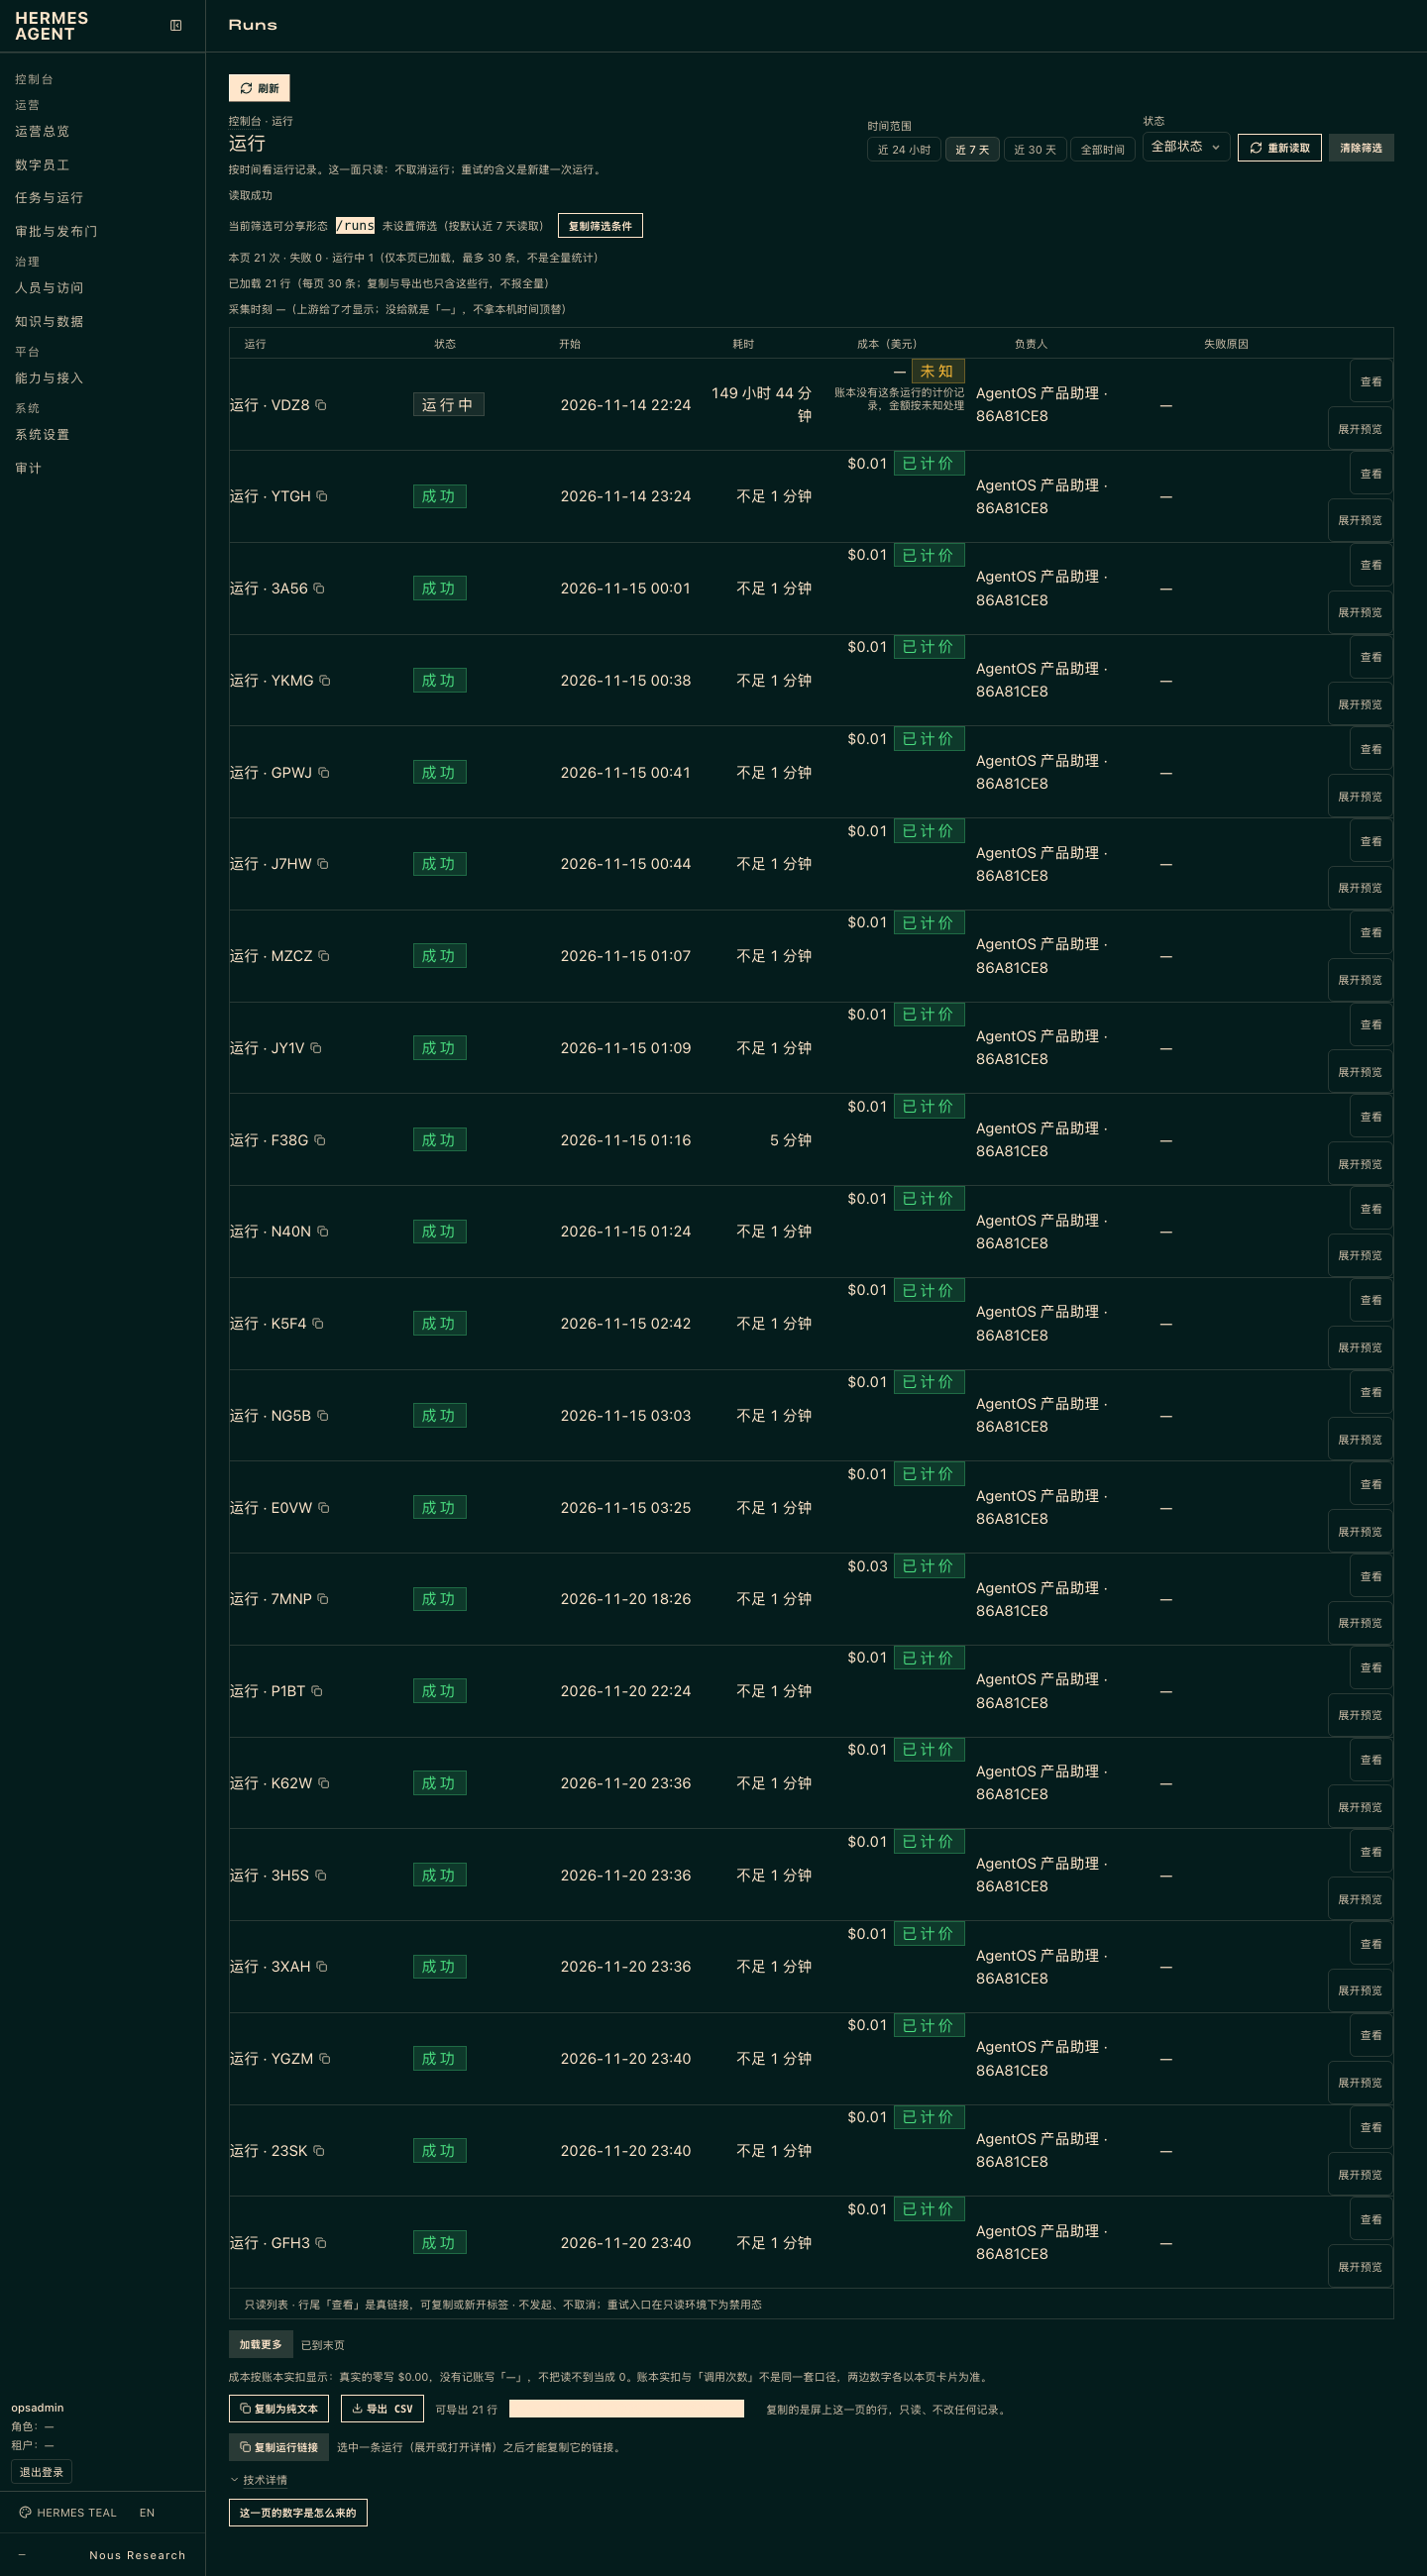 HERMES
AGENT
Runs
控制台
运营
运营总览
数字员工
任务与运行
审批与发布门
治理
人员与访问
知识与数据
平台
能力与接入
系统
系统设置
审计
刷新
控制台 · 运行
运行
按时间看运行记录。这一面只读：不取消运行；重试的含义是新建一次运行。
时间范围
近 24 小时 近 7 天 近 30 天 全部时间
状态
全部状态
重新读取 清除筛选
读取成功
当前筛选可分享形态 /runs 未设置筛选（按默认近 7 天读取） 复制筛选条件
本页 21 次 · 失败 0 · 运行中 1（仅本页已加载，最多 30 条，不是全量统计）
已加载 21 行（每页 30 条；复制与导出也只含这些行，不报全量）
采集时刻 —（上游给了才显示；没给就是「—」，不拿本机时间顶替）
运行 状态 开始 耗时 成本（美元） 负责人 失败原因
运行 · VDZ8 运行中 2026-11-14 22:24 149 小时 44 分钟 — 未知 账本没有这条运行的计价记录，金额按未知处理 AgentOS 产品助理 · 86A81CE8 — 查看 展开预览
运行 · YTGH 成功 2026-11-14 23:24 不足 1 分钟 $0.01 已计价 AgentOS 产品助理 · 86A81CE8 — 查看 展开预览
运行 · 3A56 成功 2026-11-15 00:01 不足 1 分钟 $0.01 已计价 AgentOS 产品助理 · 86A81CE8 — 查看 展开预览
运行 · YKMG 成功 2026-11-15 00:38 不足 1 分钟 $0.01 已计价 AgentOS 产品助理 · 86A81CE8 — 查看 展开预览
运行 · GPWJ 成功 2026-11-15 00:41 不足 1 分钟 $0.01 已计价 AgentOS 产品助理 · 86A81CE8 — 查看 展开预览
运行 · J7HW 成功 2026-11-15 00:44 不足 1 分钟 $0.01 已计价 AgentOS 产品助理 · 86A81CE8 — 查看 展开预览
运行 · MZCZ 成功 2026-11-15 01:07 不足 1 分钟 $0.01 已计价 AgentOS 产品助理 · 86A81CE8 — 查看 展开预览
运行 · JY1V 成功 2026-11-15 01:09 不足 1 分钟 $0.01 已计价 AgentOS 产品助理 · 86A81CE8 — 查看 展开预览
运行 · F38G 成功 2026-11-15 01:16 5 分钟 $0.01 已计价 AgentOS 产品助理 · 86A81CE8 — 查看 展开预览
运行 · N40N 成功 2026-11-15 01:24 不足 1 分钟 $0.01 已计价 AgentOS 产品助理 · 86A81CE8 — 查看 展开预览
运行 · K5F4 成功 2026-11-15 02:42 不足 1 分钟 $0.01 已计价 AgentOS 产品助理 · 86A81CE8 — 查看 展开预览
运行 · NG5B 成功 2026-11-15 03:03 不足 1 分钟 $0.01 已计价 AgentOS 产品助理 · 86A81CE8 — 查看 展开预览
运行 · E0VW 成功 2026-11-15 03:25 不足 1 分钟 $0.01 已计价 AgentOS 产品助理 · 86A81CE8 — 查看 展开预览
运行 · 7MNP 成功 2026-11-20 18:26 不足 1 分钟 $0.03 已计价 AgentOS 产品助理 · 86A81CE8 — 查看 展开预览
运行 · P1BT 成功 2026-11-20 22:24 不足 1 分钟 $0.01 已计价 AgentOS 产品助理 · 86A81CE8 — 查看 展开预览
运行 · K62W 成功 2026-11-20 23:36 不足 1 分钟 $0.01 已计价 AgentOS 产品助理 · 86A81CE8 — 查看 展开预览
运行 · 3H5S 成功 2026-11-20 23:36 不足 1 分钟 $0.01 已计价 AgentOS 产品助理 · 86A81CE8 — 查看 展开预览
运行 · 3XAH 成功 2026-11-20 23:36 不足 1 分钟 $0.01 已计价 AgentOS 产品助理 · 86A81CE8 — 查看 展开预览
运行 · YGZM 成功 2026-11-20 23:40 不足 1 分钟 $0.01 已计价 AgentOS 产品助理 · 86A81CE8 — 查看 展开预览
运行 · 23SK 成功 2026-11-20 23:40 不足 1 分钟 $0.01 已计价 AgentOS 产品助理 · 86A81CE8 — 查看 展开预览
运行 · GFH3 成功 2026-11-20 23:40 不足 1 分钟 $0.01 已计价 AgentOS 产品助理 · 86A81CE8 — 查看 展开预览
只读列表 · 行尾「查看」是真链接，可复制或新开标签 · 不发起、不取消；重试入口在只读环境下为禁用态
加载更多 已到末页
成本按账本实扣显示：真实的零写 $0.00，没有记账写「—」，不把读不到当成 0。账本实扣与「调用次数」不是同一套口径，两边数字各以本页卡片为准。
复制为纯文本 导出 CSV 可导出 21 行 复制的是屏上这一页的行，只读、不改任何记录。
复制运行链接 选中一条运行（展开或打开详情）之后才能复制它的链接。
技术详情
这一页的数字是怎么来的
opsadmin
角色：—
租户：—
退出登录
HERMES TEAL EN
— Nous Research